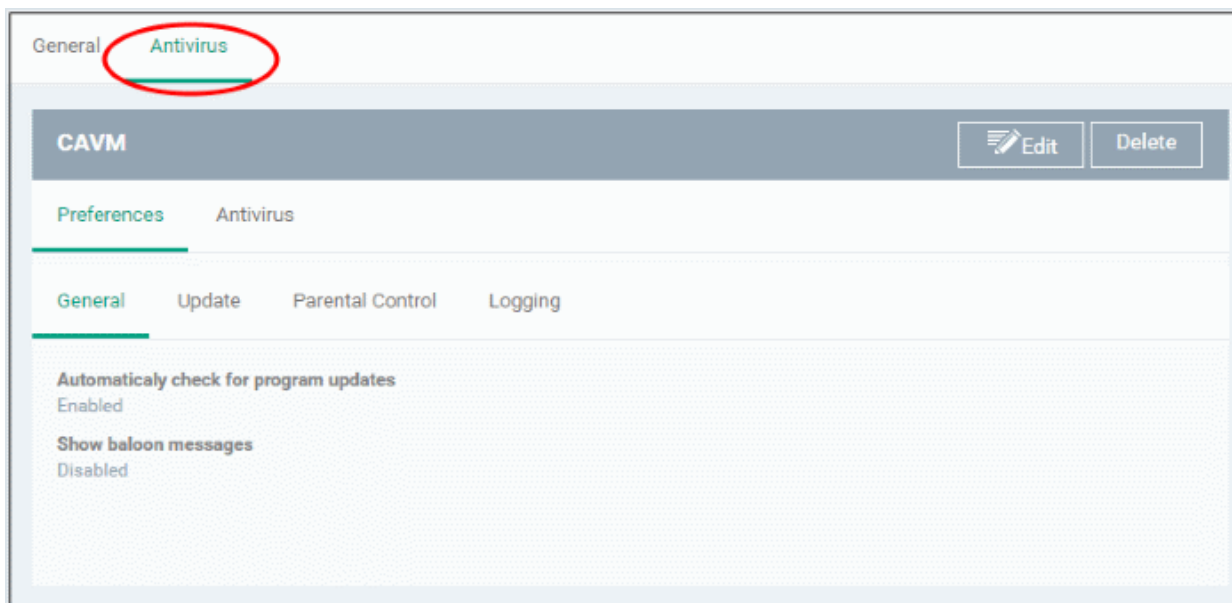 General Antivirus
CAVM Edit Delete
Preferences Antivirus
General Update Parental Control Logging
Automaticaly check for program updates
Enabled
Show baloon messages
Disabled